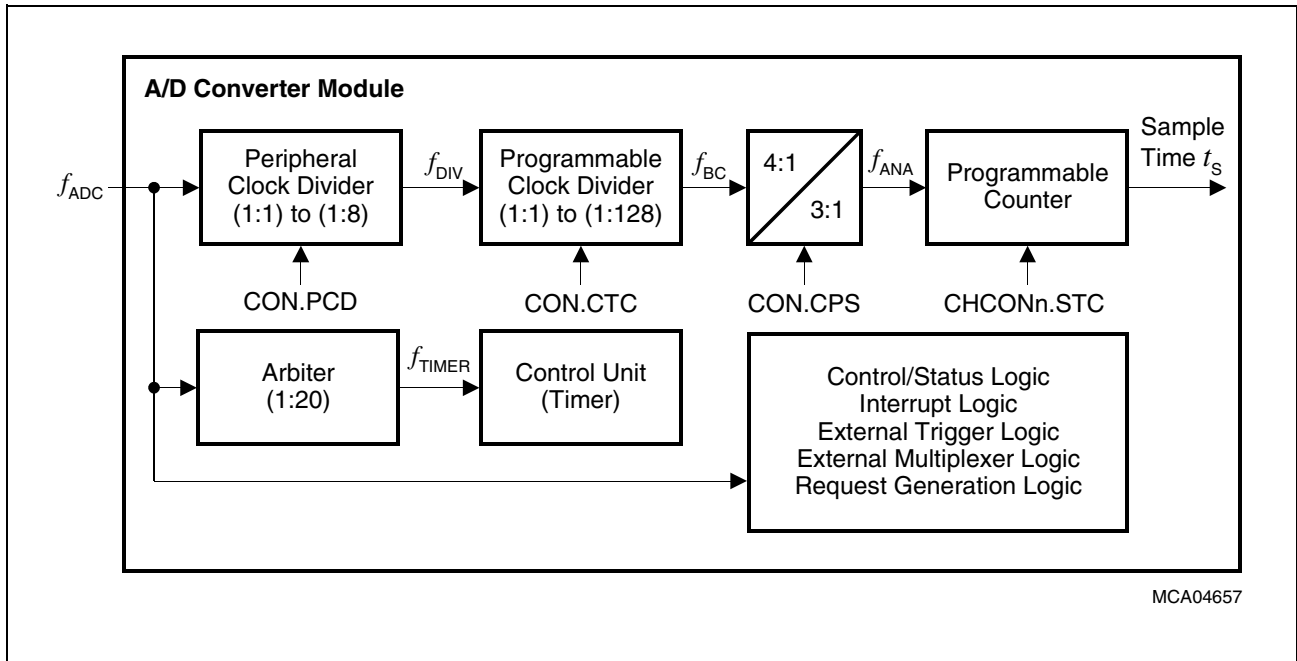 A/D Converter Module
Sample
Time tS
fADC
Peripheral
Clock Divider
(1:1) to (1:8)
fDIV
Programmable
Clock Divider
(1:1) to (1:128)
fBC
4:1
3:1
fANA
Programmable
Counter
CON.PCD
CON.CTC
CON.CPS
CHCONn.STC
Arbiter
(1:20)
fTIMER
Control Unit
(Timer)
Control/Status Logic
Interrupt Logic
External Trigger Logic
External Multiplexer Logic
Request Generation Logic
MCA04657